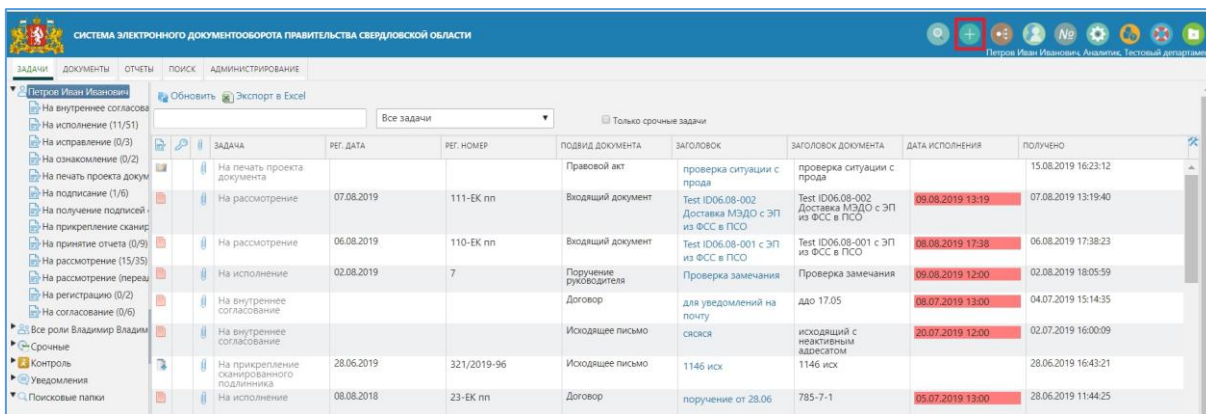 СИСТЕМА ЭЛЕКТРОННОГО ДОКУМЕНТООБОРОТА ПРАВИТЕЛЬСТВА СВЕРДЛОВСКОЙ ОБЛАСТИ
№
Петров Иван Иванович, Аналитик, Тестовый департаме
ЗАДАЧИ ДОКУМЕНТЫ ОТЧЕТЫ ПОИСК АДМИНИСТРИРОВАНИЕ
Петров Иван Иванович
На внутреннее согласова
На исполнение (11/51)
На исправление (0/3)
На ознакомление (0/2)
На печать проекта докум
На подписание (1/6)
На получение подписей
На прикрепление сканир
На принятие отчета (0/9)
На рассмотрение (15/35)
На рассмотрение (переад
На регистрацию (0/2)
На согласование (0/6)
Все роли Владимир Владим
Срочные
Контроль
Уведомления
Поисковые папки
Обновить Экспорт в Excel
Все задачи Только срочные задачи
ЗАДАЧА РЕГ. ДАТА РЕГ. НОМЕР ПОДВИД ДОКУМЕНТА ЗАГОЛОВОК ЗАГОЛОВОК ДОКУМЕНТА ДАТА ИСПОЛНЕНИЯ ПОЛУЧЕНО
На печать проекта Правовой акт проверка ситуации с проверка ситуации с 15.08.2019 16:23:12
документа прода прода
На рассмотрение 07.08.2019 111-ЕК пп Входящий документ Test ID06.08-002 Test ID06.08-002 09.08.2019 13:19 07.08.2019 13:19:40
Доставка МЭДО с ЭП Доставка МЭДО с ЭП
из ФСС в ПСО из ФСС в ПСО
На рассмотрение 06.08.2019 110-ЕК пп Входящий документ Test ID06.08-001 с ЭП Test ID06.08-001 с ЭП 08.08.2019 17:38 06.08.2019 17:38:23
из ФСС в ПСО из ФСС в ПСО
На исполнение 02.08.2019 7 Поручение Проверка замечания Проверка замечания 09.08.2019 12:00 02.08.2019 18:05:59
руководителя
На внутреннее Договор для уведомлений на ддо 17.05 08.07.2019 13:00 04.07.2019 15:14:35
согласование почту
На внутреннее Исходящее письмо сясяся исходящий с 20.07.2019 12:00 02.07.2019 16:00:09
согласование неактивным
адресатом
На прикрепление 28.06.2019 321/2019-96 Исходящее письмо 1146 исх 1146 исх 28.06.2019 16:43:21
сканированного
подлинника
На исполнение 08.08.2018 23-ЕК пп Договор поручение от 28.06 785-7-1 05.07.2019 13:00 28.06.2019 11:44:25